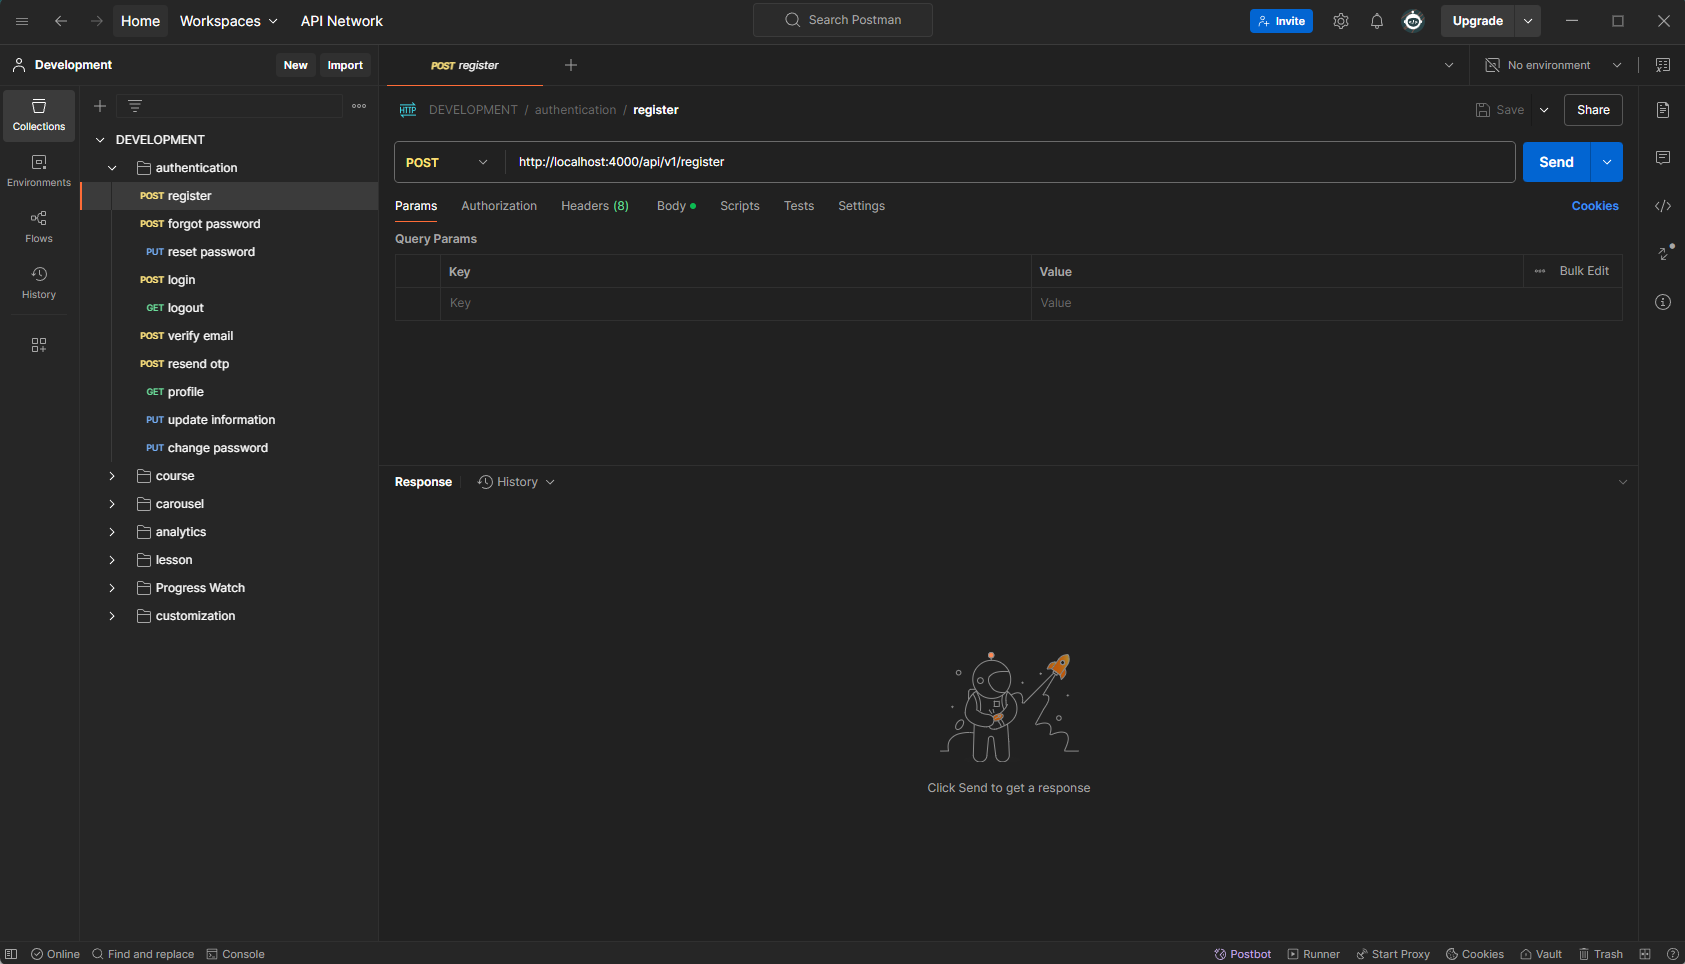 Home Workspaces API Network Search Postman Invite Upgrade
Development New Import POST register No environment
Collections
Environments
Flows
History
DEVELOPMENT
authentication
POST register
POST forgot password
PUT reset password
POST login
GET logout
POST verify email
POST resend otp
GET profile
PUT update information
PUT change password
course
carousel
analytics
lesson
Progress Watch
customization
HTTP DEVELOPMENT / authentication / register Save Share
POST http://localhost:4000/api/v1/register Send
Params Authorization Headers (8) Body Scripts Tests Settings Cookies
Query Params
Key Value Bulk Edit
Key Value
Response History
Click Send to get a response
Online Find and replace Console Postbot Runner Start Proxy Cookies Vault Trash